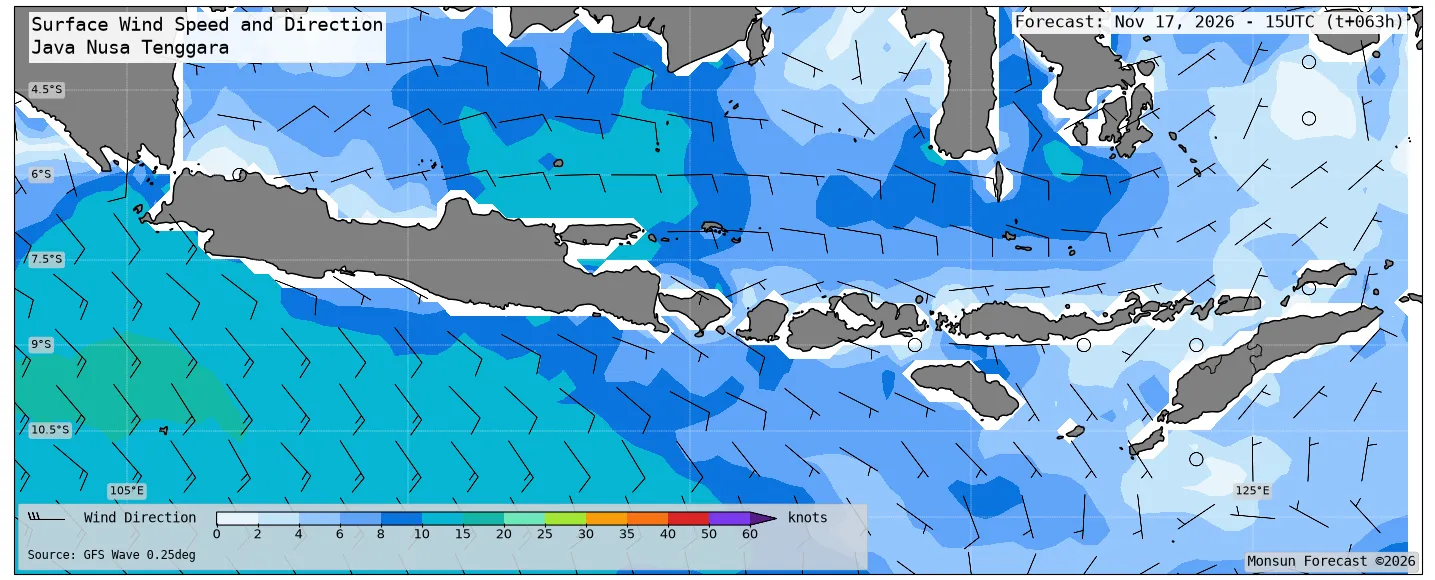 Surface Wind Speed and Direction
Java Nusa Tenggara
Forecast: Nov 17, 2026 - 15UTC (t+063h)
4.5°S
6°S
7.5°S
9°S
10.5°S
105°E
125°E
Wind Direction
0 2 4 6 8 10 15 20 25 30 35 40 50 60
knots
Source: GFS Wave 0.25deg
Monsun Forecast ©2026